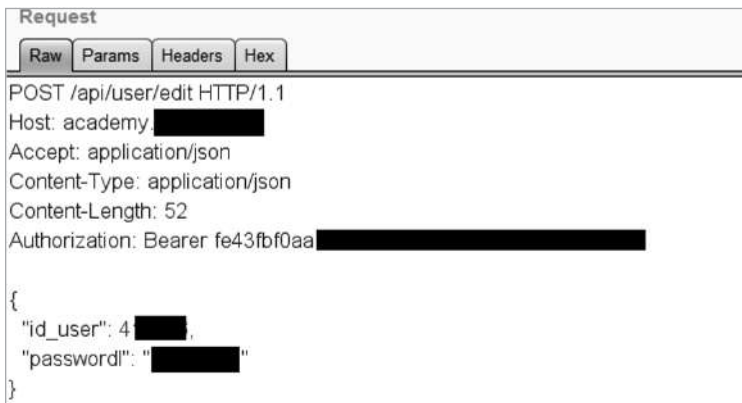 Request
Raw Params Headers Hex
POST /api/user/edit HTTP/1.1
Host: academy.
Accept: application/json
Content-Type: application/json
Content-Length: 52
Authorization: Bearer fe43fbf0aa
{
"id_user": 4 ,
"passwordl": " "
}